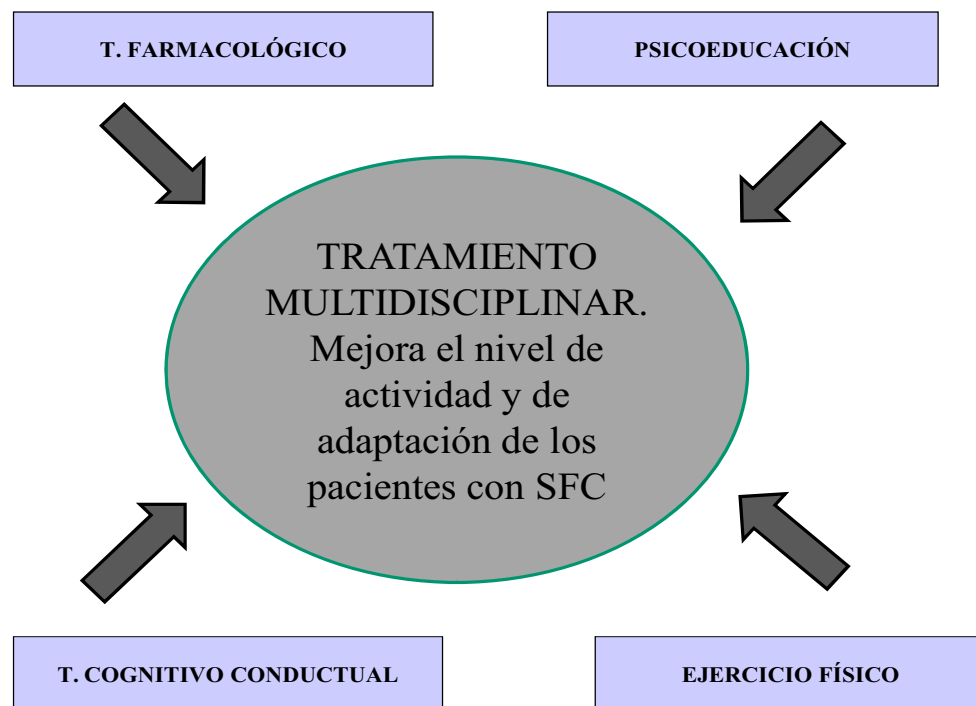 T. FARMACOLÓGICO
PSICOEDUCACIÓN
TRATAMIENTO
MULTIDISCIPLINAR.
Mejora el nivel de
actividad y de
adaptación de los
pacientes con SFC
T. COGNITIVO CONDUCTUAL
EJERCICIO FÍSICO